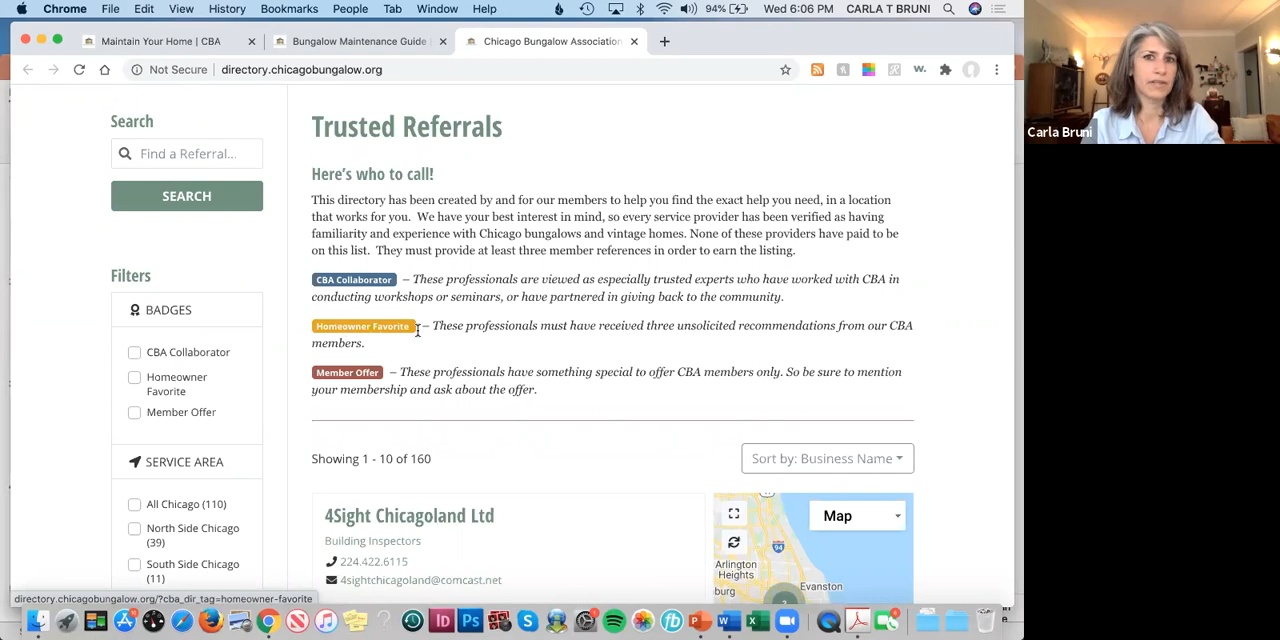 Chrome File Edit View History Bookmarks People Tab Window Help 94% Wed 6:06 PM CARLA T BRUNI
Maintain Your Home | CBA
Bungalow Maintenance Guide
Chicago Bungalow Association
Not Secure | directory.chicagobungalow.org
Carla Bruni
Search
Find a Referral...
SEARCH
Filters
BADGES
CBA Collaborator
Homeowner
Favorite
Member Offer
SERVICE AREA
All Chicago (110)
North Side Chicago
(39)
South Side Chicago
(11)
Trusted Referrals
Here's who to call!
This directory has been created by and for our members to help you find the exact help you need, in a location
that works for you. We have your best interest in mind, so every service provider has been verified as having
familiarity and experience with Chicago bungalows and vintage homes. None of these providers have paid to be
on this list. They must provide at least three member references in order to earn the listing.
CBA Collaborator – These professionals are viewed as especially trusted experts who have worked with CBA in
conducting workshops or seminars, or have partnered in giving back to the community.
Homeowner Favorite – These professionals must have received three unsolicited recommendations from our CBA
members.
Member Offer – These professionals have something special to offer CBA members only. So be sure to mention
your membership and ask about the offer.
Showing 1 - 10 of 160
Sort by: Business Name
4Sight Chicagoland Ltd
Building Inspectors
224.422.6115
4sightchicagoland@comcast.net
Map
94
Arlington
Heights
burg
Evanston
directory.chicagobungalow.org/?cba_dir_tag=homeowner-favorite